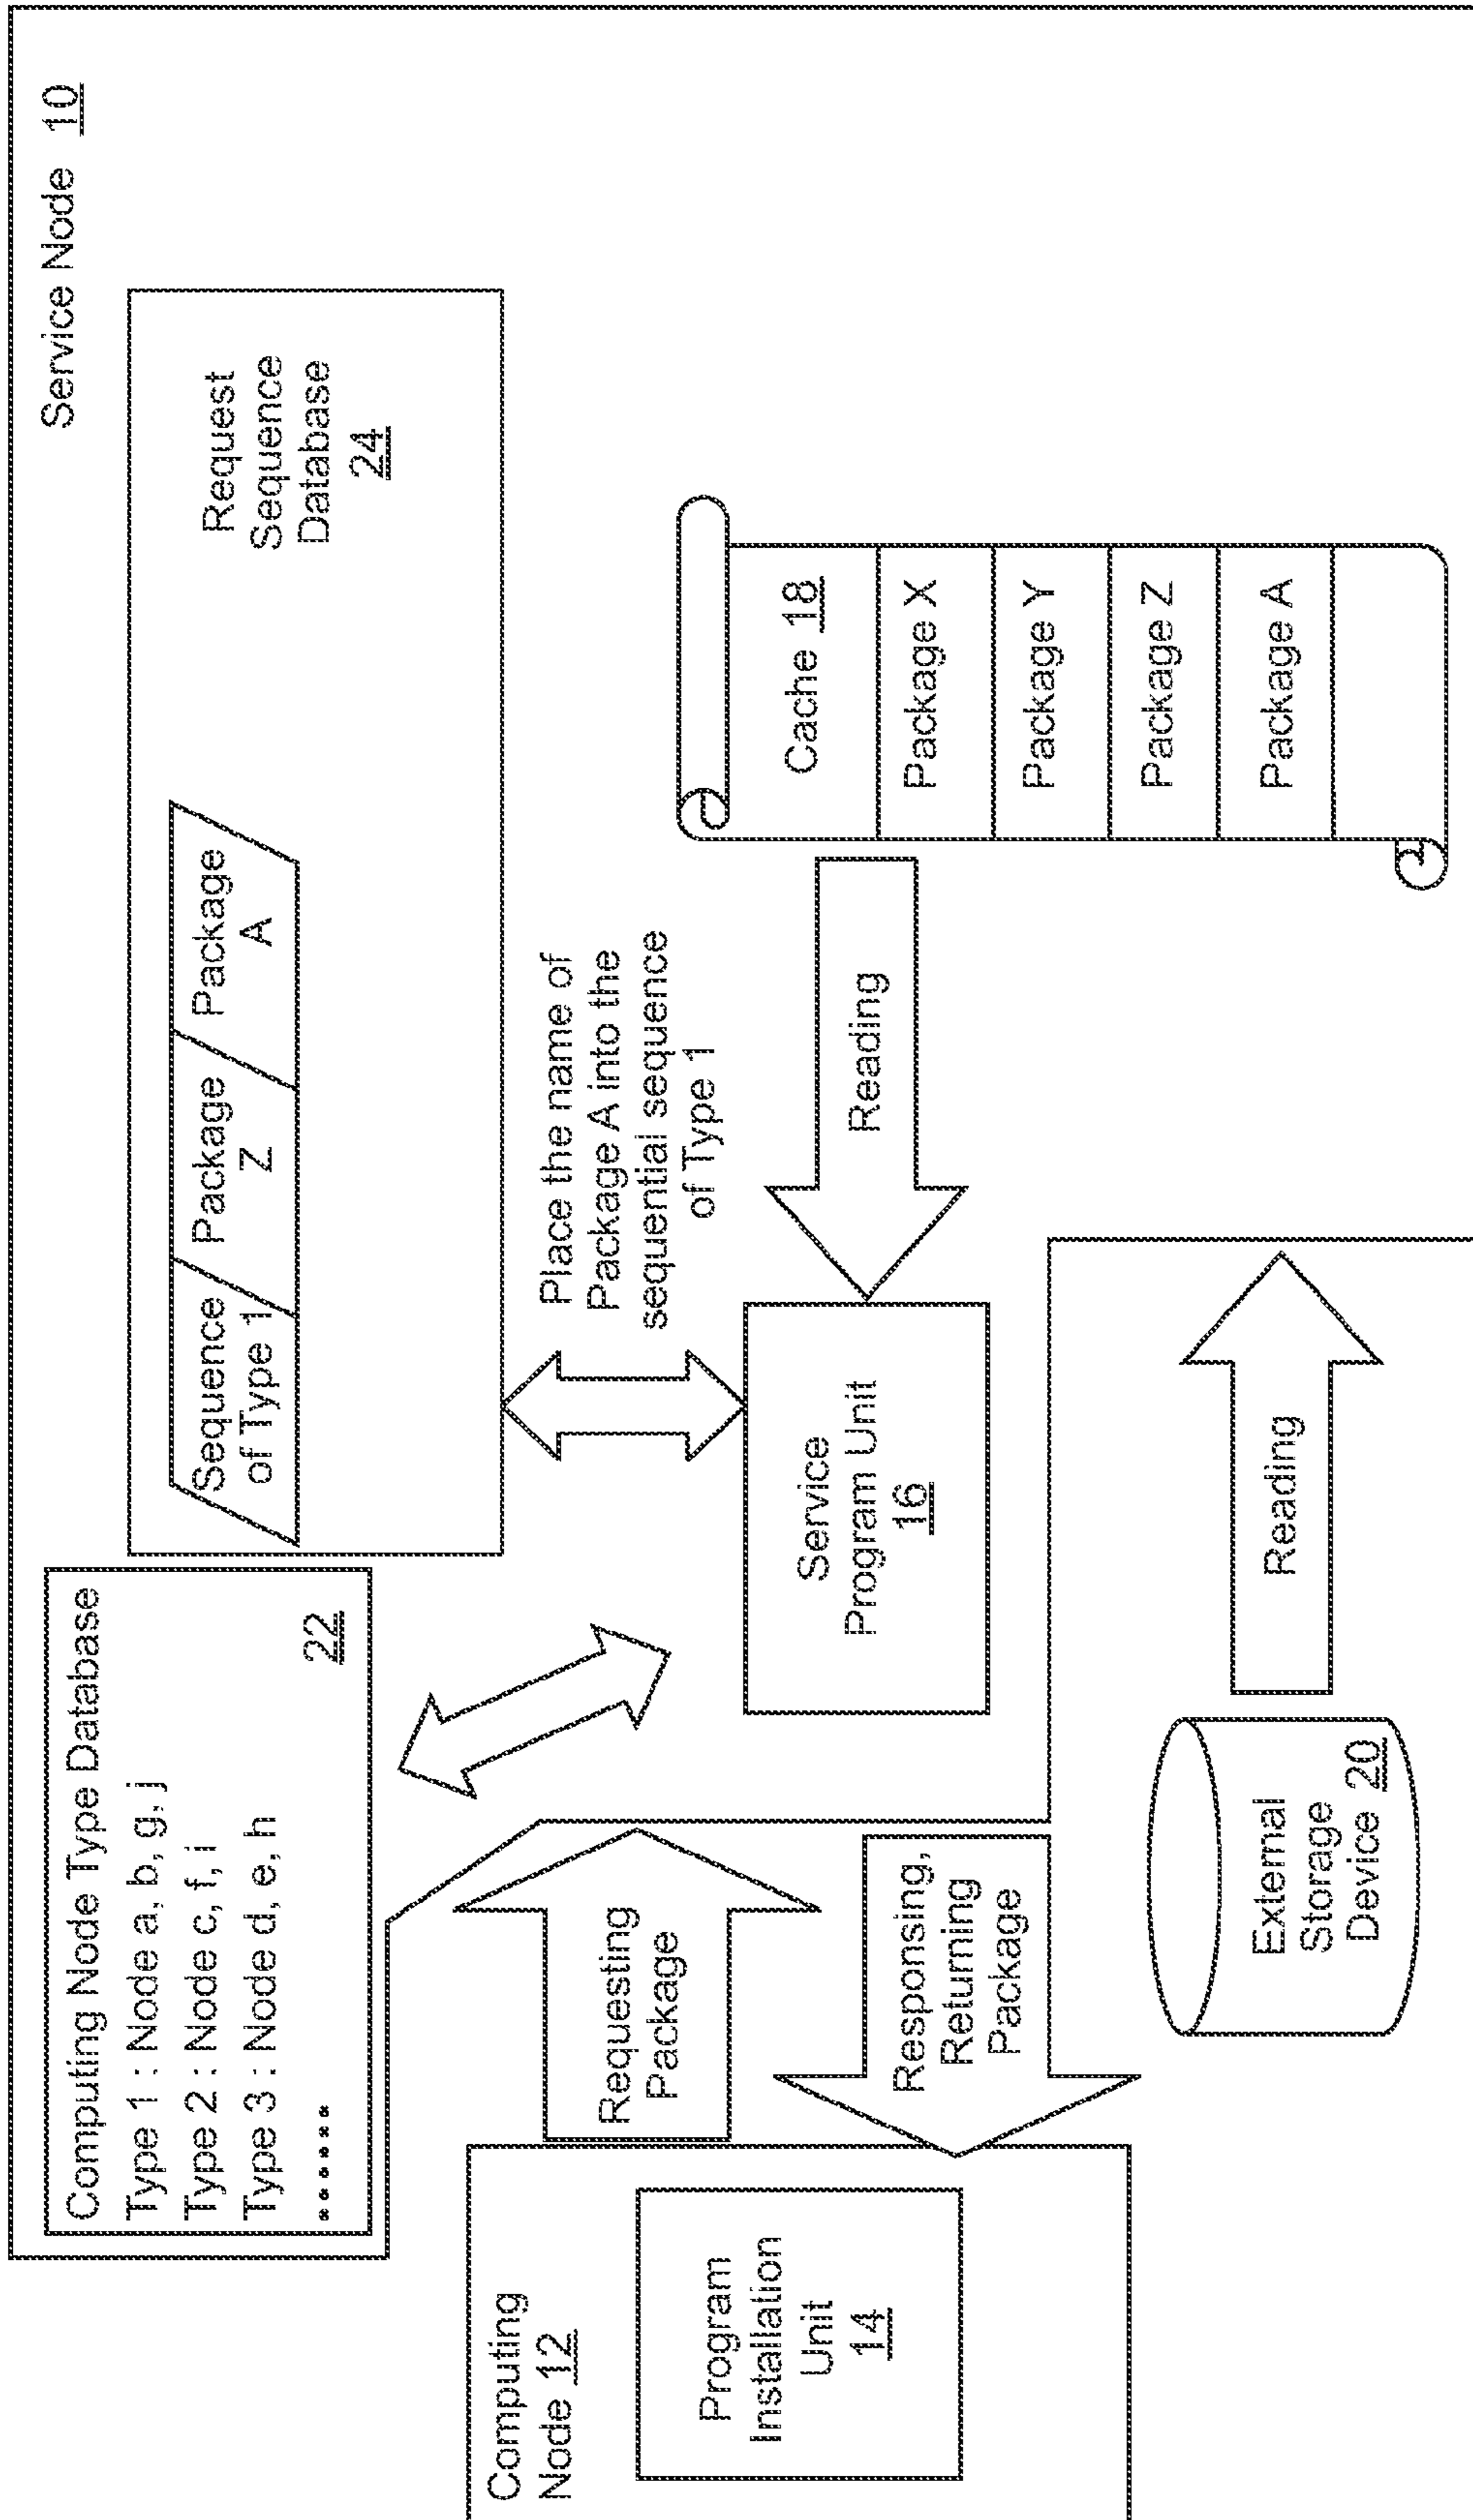 Service Node 10
Computing Node Type Database
Type 1 : Node a, b, g, j
Type 2 : Node c, f, i
Type 3 : Node d, e, h
......
22
Sequence
of Type 1
Package
Z
Package
A
Request
Sequence
Database
24
Place the name of
Package A into the
sequential sequence
of Type 1
Computing
Node 12
Program
Installation
Unit
14
Requesting
Package
Responsing,
Returning
Package
Service
Program Unit
16
Reading
Cache 18
Package X
Package Y
Package Z
Package A
External
Storage
Device 20
Reading